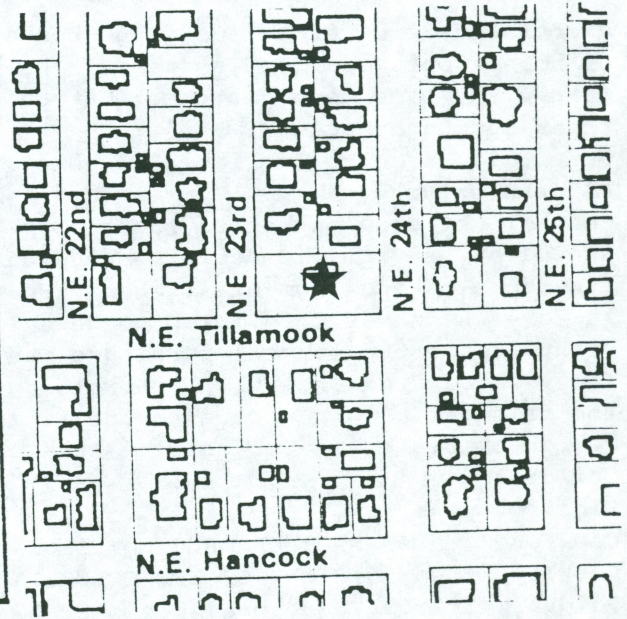 N.E. 22nd
N.E 23rd
N.E. 24th
N.E. 25th
N.E. Tillamook
N.E. Hancock